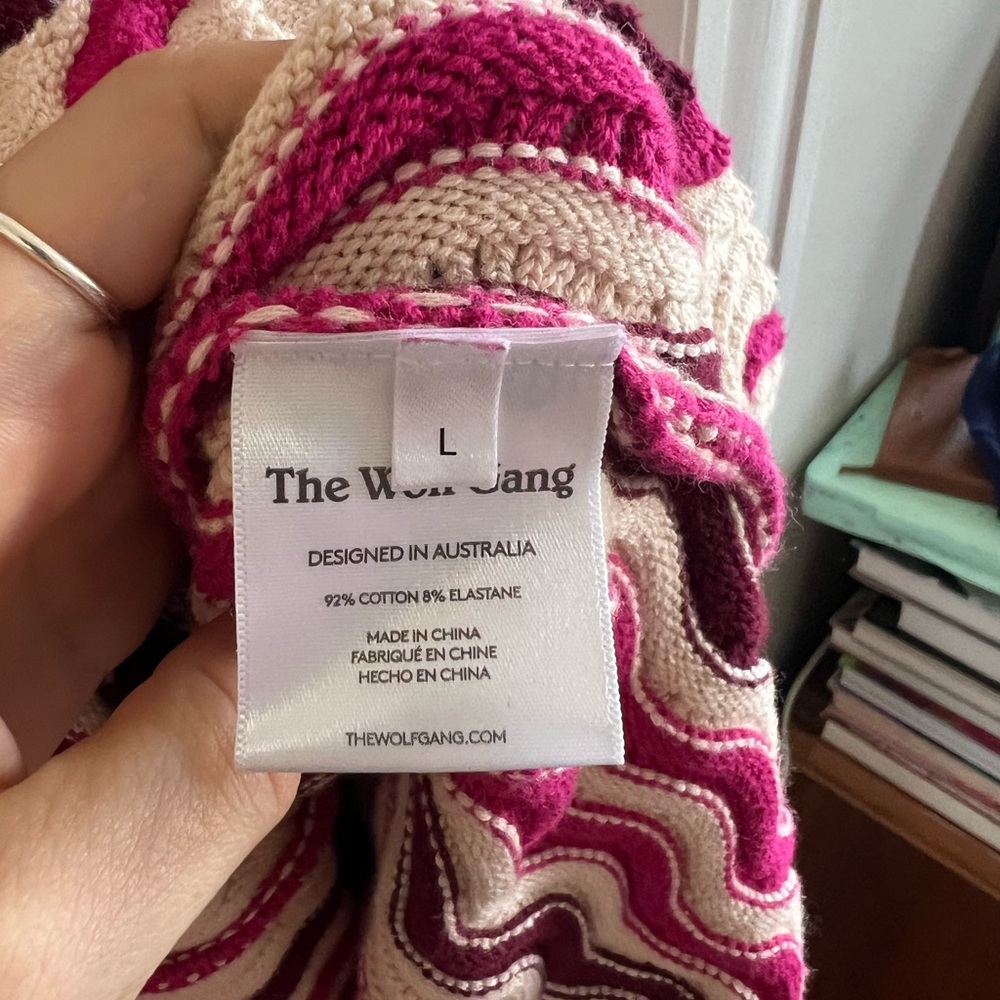 L
The Wolf Gang
DESIGNED IN AUSTRALIA
92% COTTON 8% ELASTANE
MADE IN CHINA
FABRIQUÉ EN CHINE
HECHO EN CHINA
THEWOLFGANG.COM